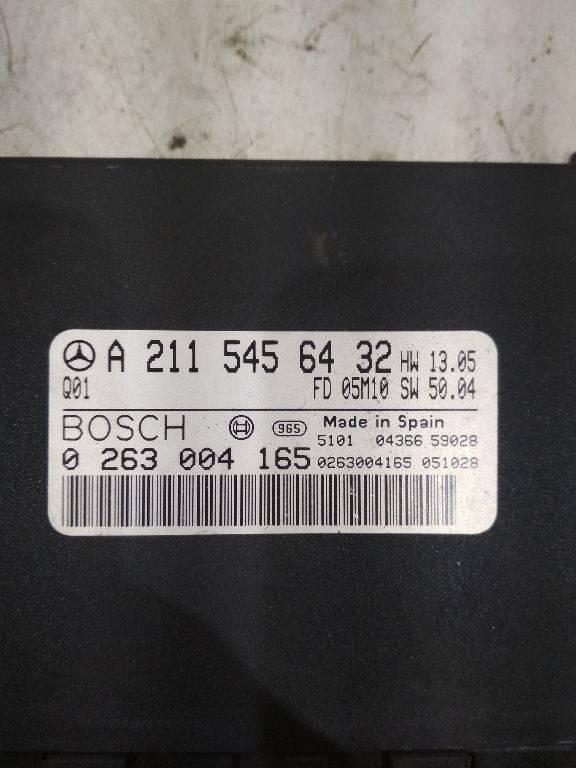 A 211 545 64 32 HW 13.05
Q01 FD 05M10 SW 50.04
BOSCH 965 Made in Spain
5101 04366 59028
0 263 004 165 0263004165 051028